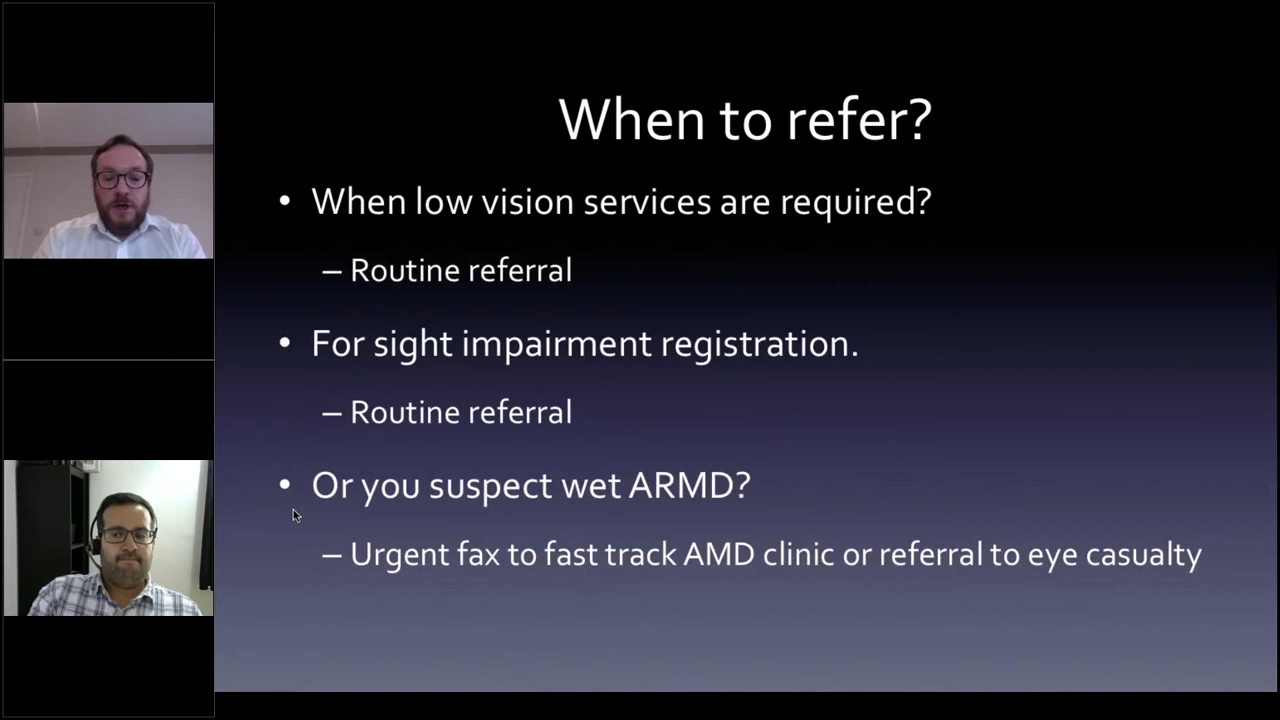 When to refer?
• When low vision services are required?
– Routine referral
• For sight impairment registration.
– Routine referral
• Or you suspect wet ARMD?
– Urgent fax to fast track AMD clinic or referral to eye casualty